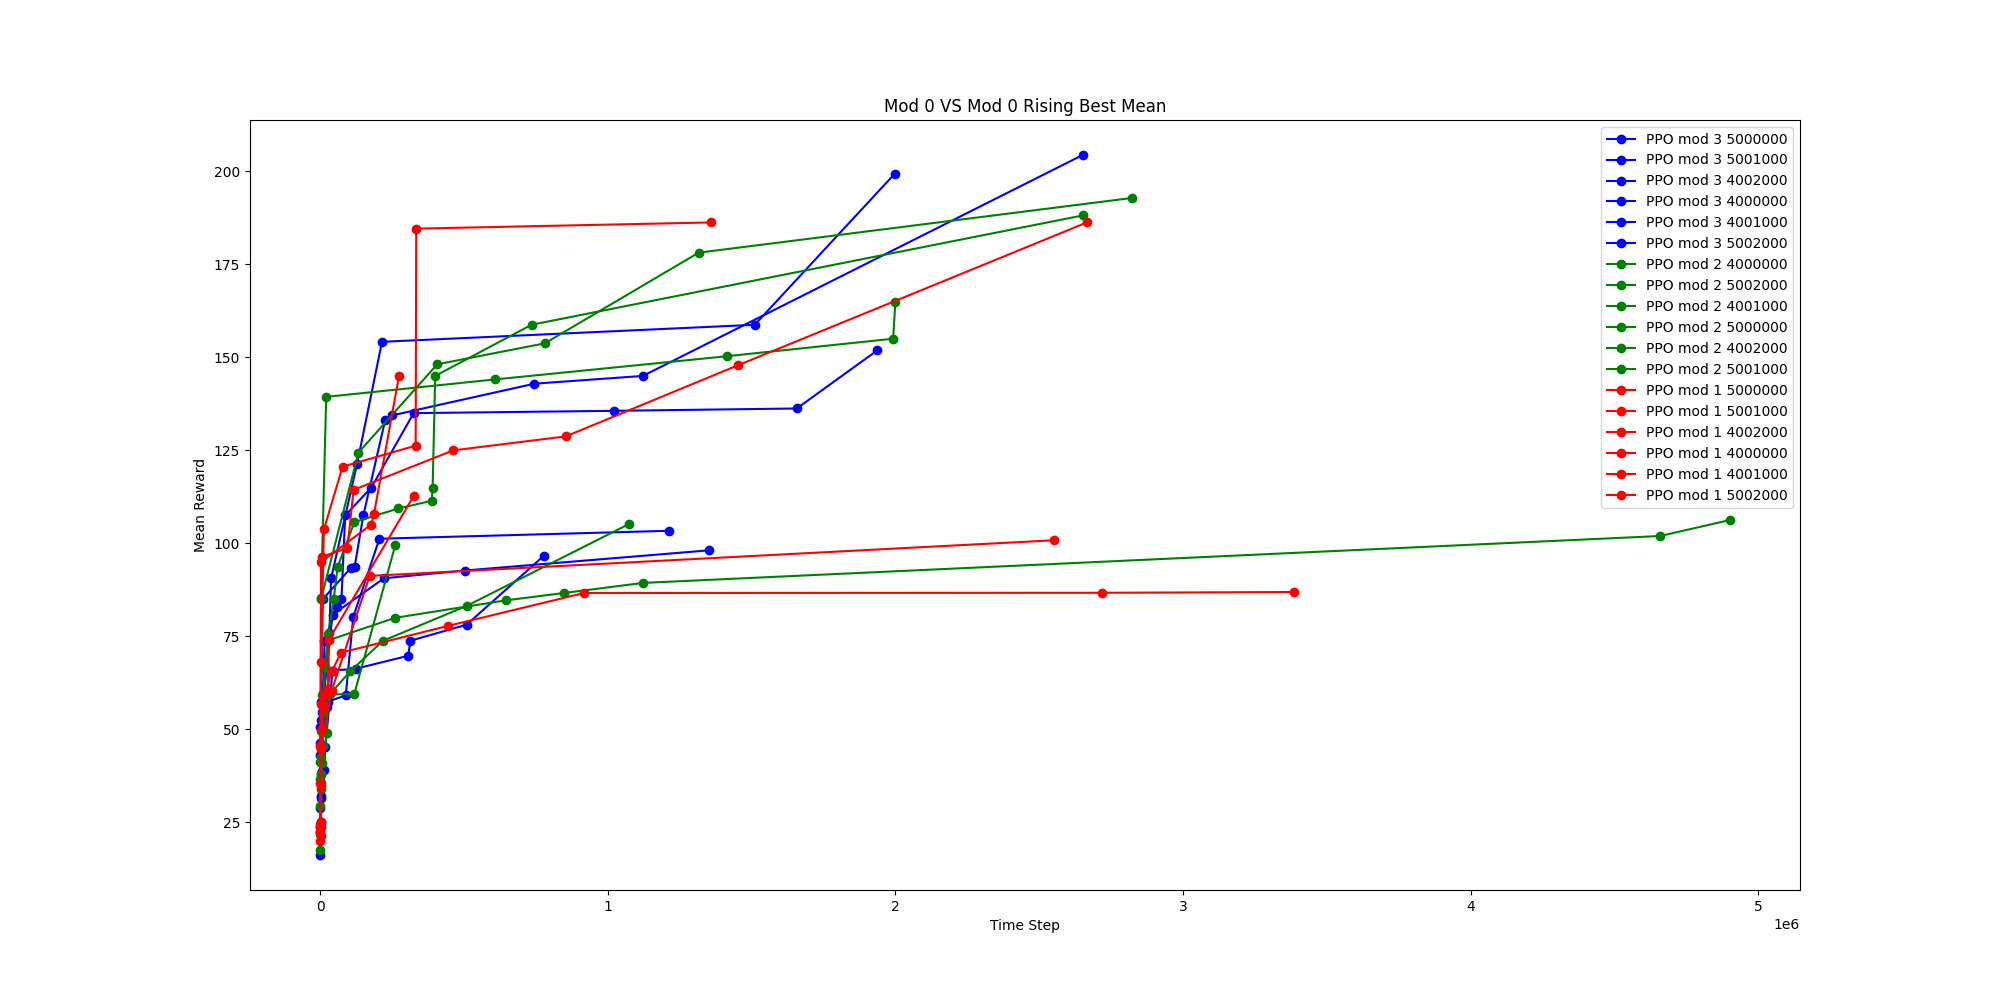 Mod 0 VS Mod 0 Rising Best Mean
PPO mod 3 5000000
PPO mod 3 5001000
PPO mod 3 4002000
PPO mod 3 4000000
PPO mod 3 4001000
PPO mod 3 5002000
PPO mod 2 4000000
PPO mod 2 5002000
PPO mod 2 4001000
PPO mod 2 5000000
PPO mod 2 4002000
PPO mod 2 5001000
PPO mod 1 5000000
PPO mod 1 5001000
PPO mod 1 4002000
PPO mod 1 4000000
PPO mod 1 4001000
PPO mod 1 5002000
Mean Reward
200
175
150
125
100
75
50
25
0 1 2 3 4 5
1e6
Time Step